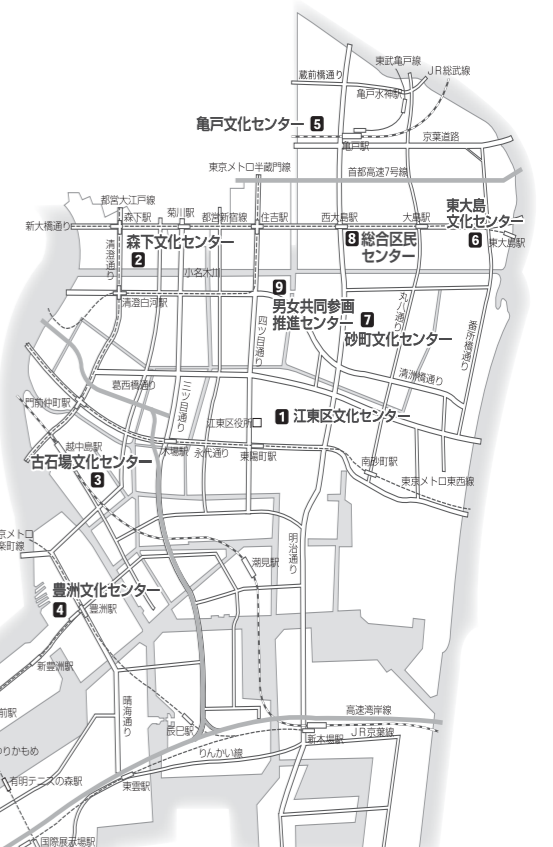 東武亀戸線
JR総武線
蔵前橋通り
亀戸水神駅
亀戸文化センター 5
京葉道路
亀戸駅
東京メトロ半蔵門線
首都高速7号線
都営大江戸線
森下駅
菊川駅
都営新宿線
住吉駅
西大島駅
大島駅
新大橋通り
東大島
文化センター
6
東大島駅
森下文化センター
2
8 総合区民
センター
清澄通り
小名木川
9
男女共同参画
推進センター
7
砂町文化センター
清澄白河駅
四ツ目通り
丸八通り
番所橋通り
清洲橋通り
葛西橋通り
三ツ目通り
門前仲町駅
江東区役所
1 江東区文化センター
越中島駅
木場駅
永代通り
東陽町駅
南砂町駅
東京メトロ東西線
古石場文化センター
3
京メトロ
楽町線
明治通り
潮見駅
豊洲文化センター
4
豊洲駅
新豊洲駅
晴海通り
前駅
辰巳駅
高速湾岸線
新木場駅
JR京葉線
りんかい線
りかもめ
有明テニスの森駅
東雲駅
国際展示場駅